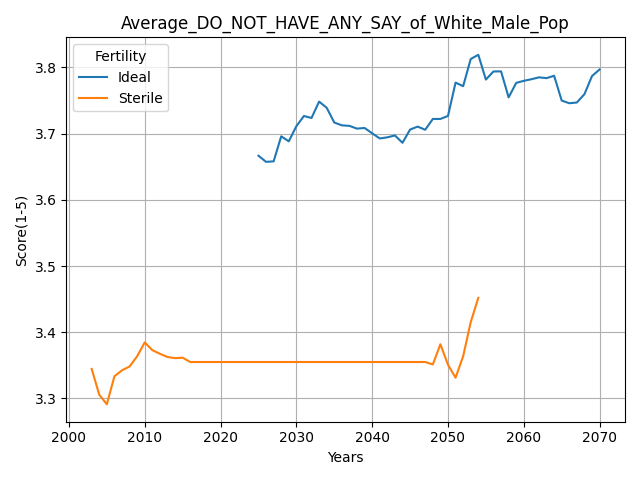 Average_DO_NOT_HAVE_ANY_SAY_of_White_Male_Pop
Fertility
Ideal
Sterile
Score(1-5)
3.8
3.7
3.6
3.5
3.4
3.3
2000 2010 2020 2030 2040 2050 2060 2070
Years